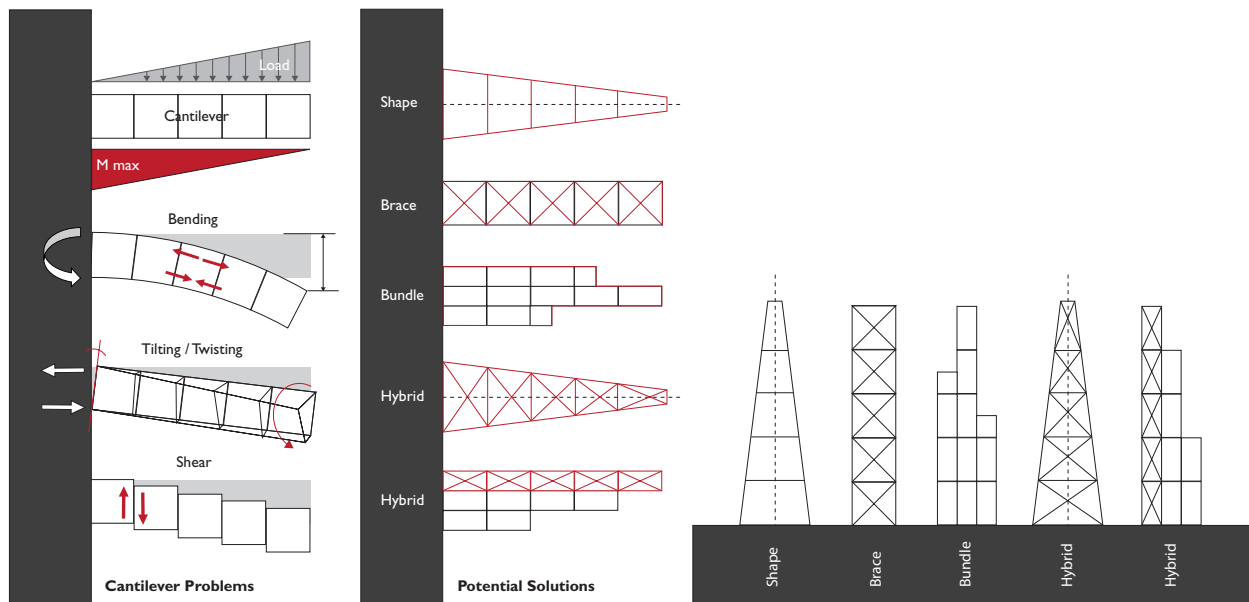 Load
Cantilever
M max
Bending
Tilting / Twisting
Shear
Cantilever Problems
Shape
Brace
Bundle
Hybrid
Hybrid
Potential Solutions
Shape
Brace
Bundle
Hybrid
Hybrid